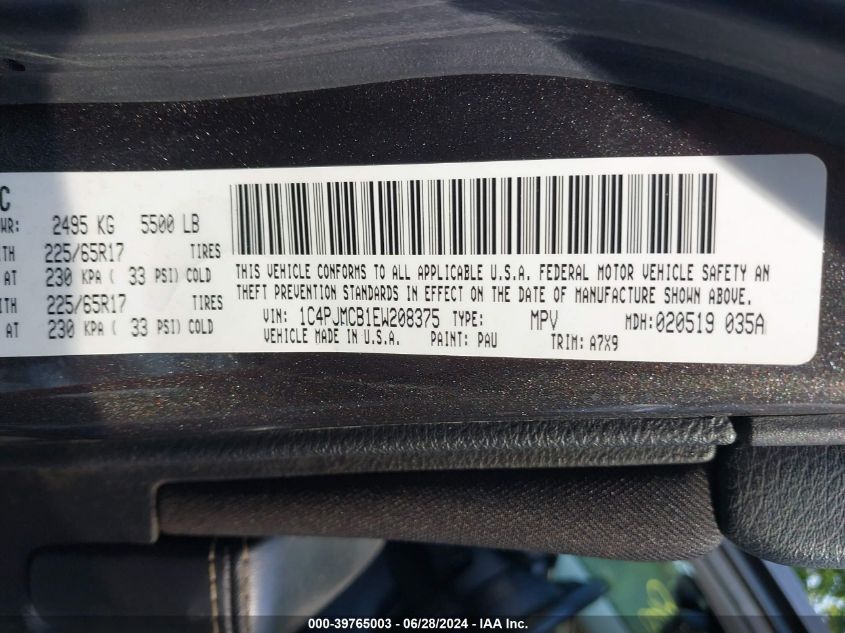 C
WR: 2495 KG 5500 LB
ITH 225/65R17 TIRES
AT 230 KPA ( 33 PSI) COLD
ITH 225/65R17 TIRES
AT 230 KPA ( 33 PSI) COLD
THIS VEHICLE CONFORMS TO ALL APPLICABLE U.S.A. FEDERAL MOTOR VEHICLE SAFETY AN
THEFT PREVENTION STANDARDS IN EFFECT ON THE DATE OF MANUFACTURE SHOWN ABOVE.
VIN: 1C4PJMCB1EW208375 TYPE: MPV MDH:020519 035A
VEHICLE MADE IN U.S.A. PAINT: PAU TRIM: A7X9
000-39765003 / 06/28/2024 - IAA Inc.